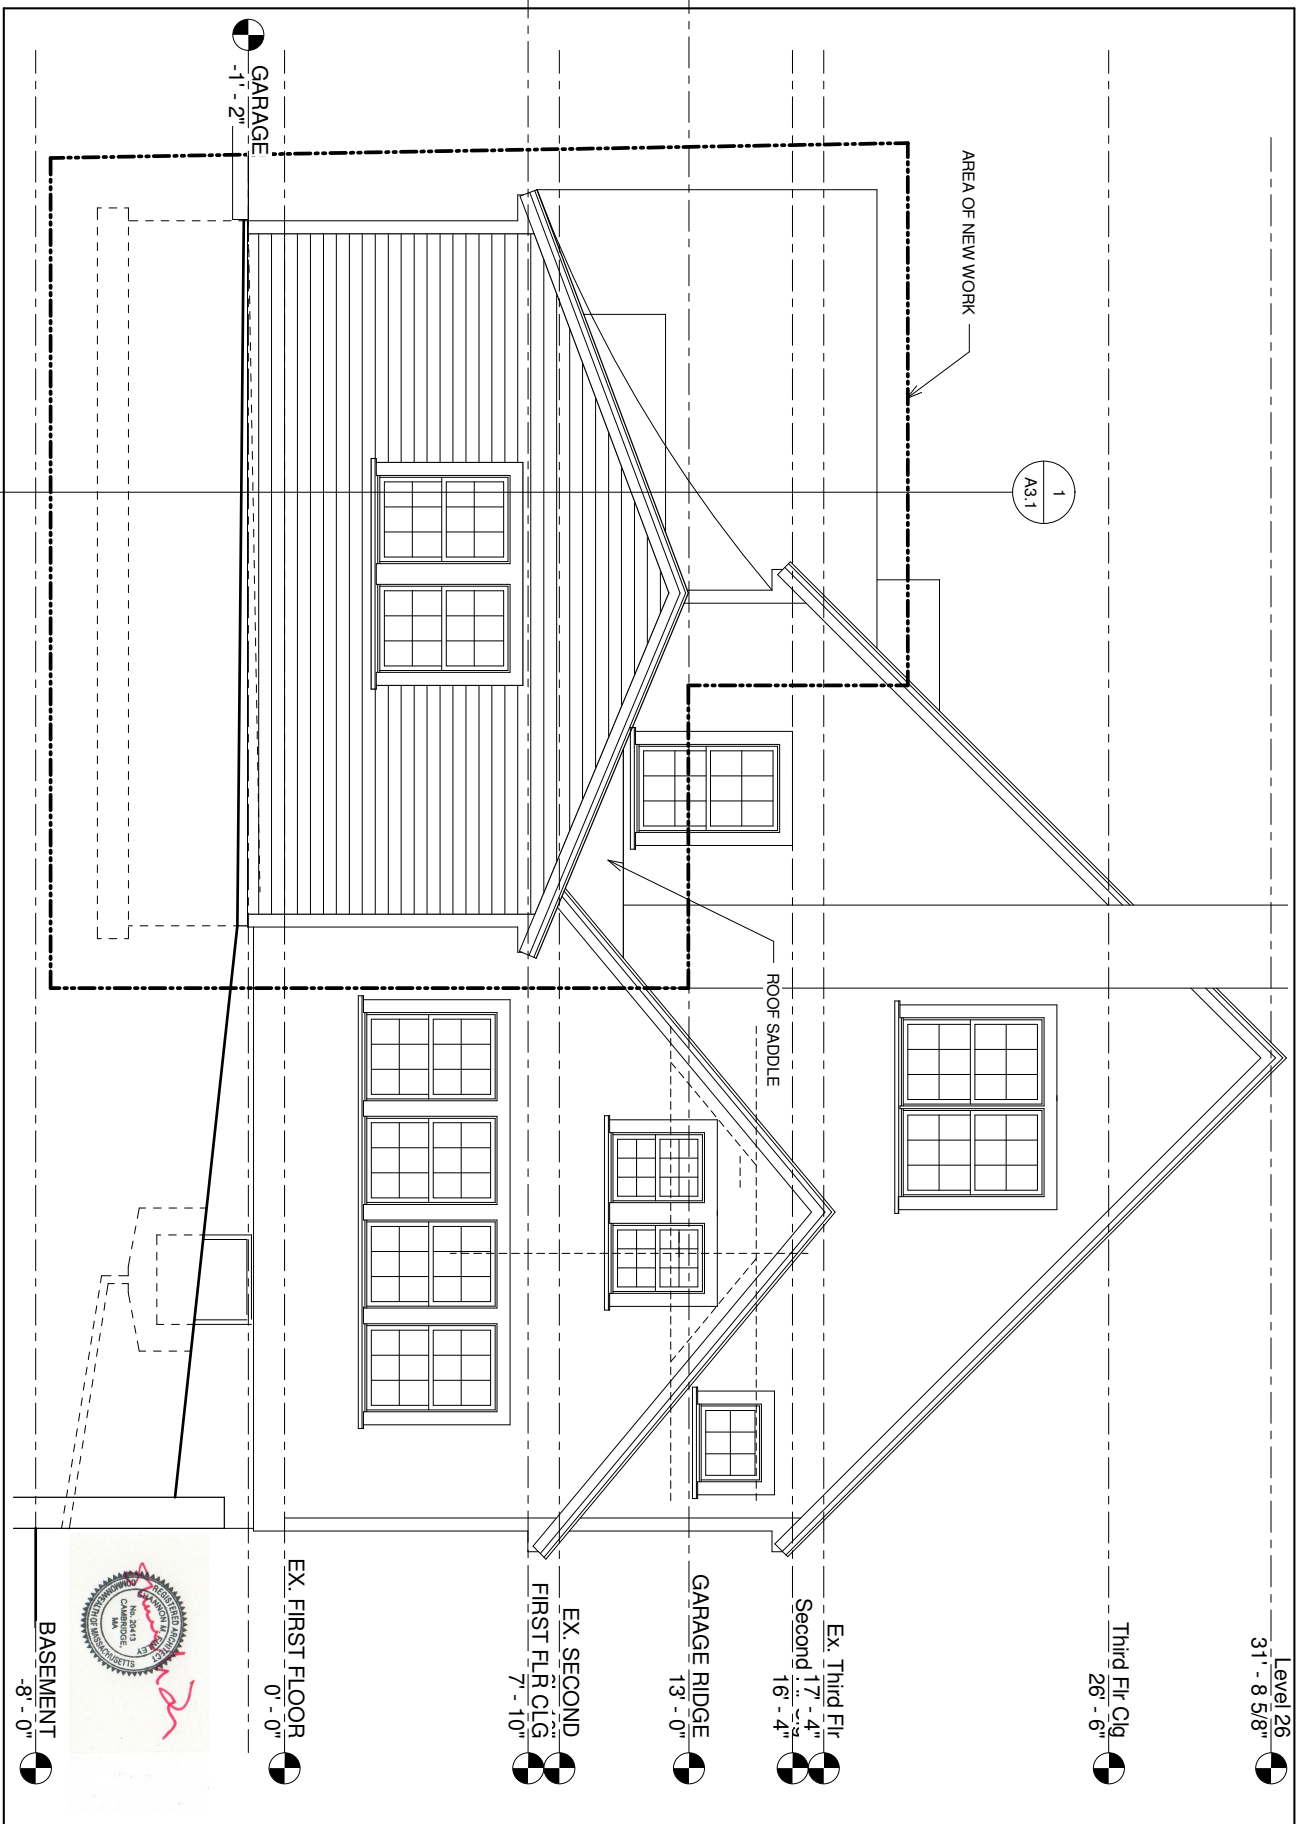 Level 26
31' - 8 5/8"
Third Flr Clg
26' - 6"
Ex. Third Flr
17' - 4"
Second
16' - 4"
GARAGE RIDGE
13' - 0"
EX. SECOND
FIRST FLR CLG
7' - 10"
EX. FIRST FLOOR
0' - 0"
BASEMENT
-8' - 0"
GARAGE
-1' - 2"
AREA OF NEW WORK
1
A3.1
ROOF SADDLE
REGISTERED ARCHITECT
SHANNON M.
No. 20413
CAMBRIDGE,
MA
COMMONWEALTH OF MASSACHUSETTS